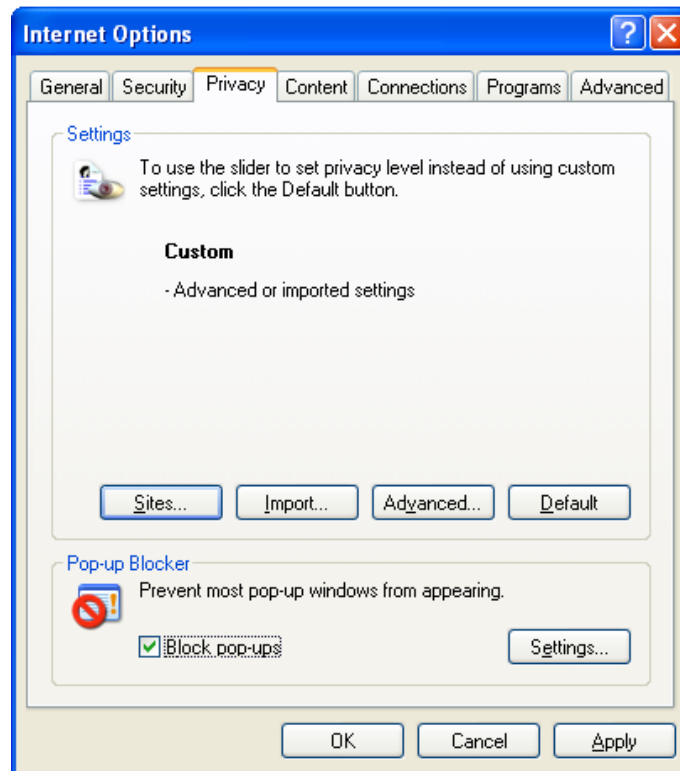 Internet Options
General Security Privacy Content Connections Programs Advanced
Settings
To use the slider to set privacy level instead of using custom
settings, click the Default button.
Custom
- Advanced or imported settings
Sites... Import... Advanced... Default
Pop-up Blocker
Prevent most pop-up windows from appearing.
Block pop-ups Settings...
OK Cancel Apply